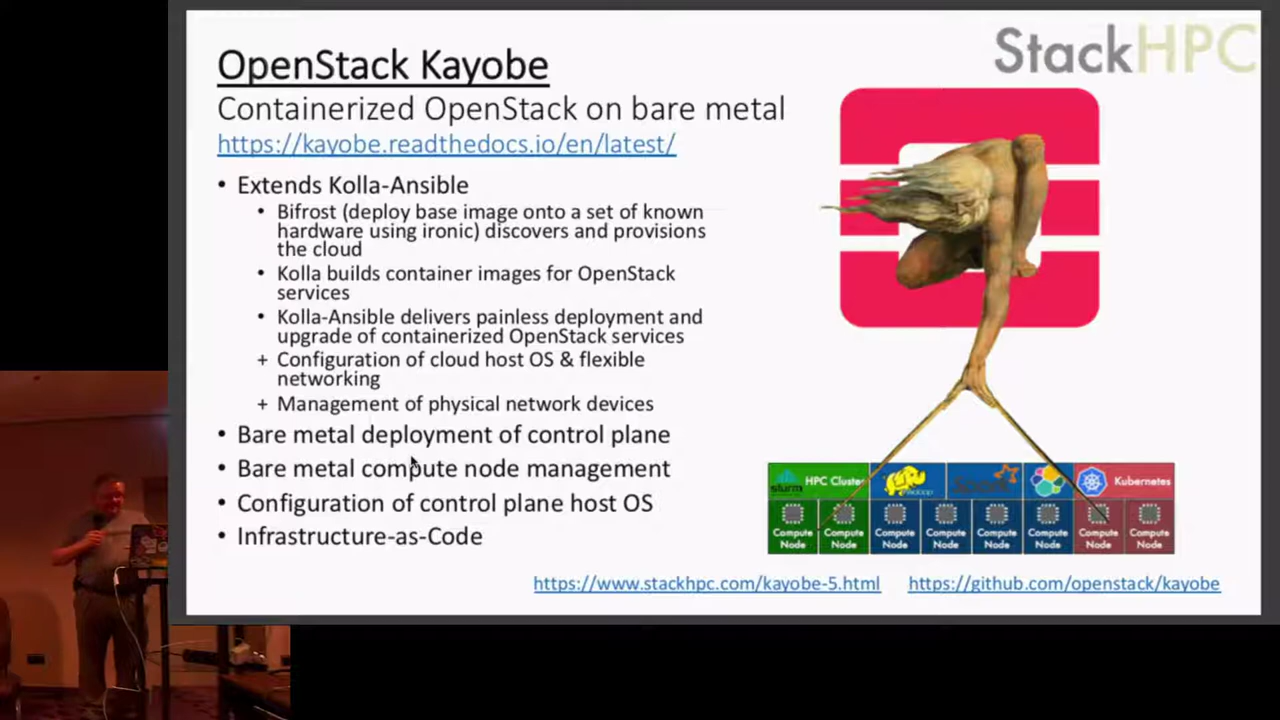 StackHPC
OpenStack Kayobe
Containerized OpenStack on bare metal
https://kayobe.readthedocs.io/en/latest/
• Extends Kolla-Ansible
• Bifrost (deploy base image onto a set of known
hardware using ironic) discovers and provisions
the cloud
• Kolla builds container images for OpenStack
services
• Kolla-Ansible delivers painless deployment and
upgrade of containerized OpenStack services
+ Configuration of cloud host OS & flexible
networking
+ Management of physical network devices
• Bare metal deployment of control plane
• Bare metal compute node management
• Configuration of control plane host OS
• Infrastructure-as-Code
slurm HPC Cluster hadoop Spark Kubernetes
Compute Compute Compute Compute Compute Compute Compute Compute
Node Node Node Node Node Node Node Node
https://www.stackhpc.com/kayobe-5.html https://github.com/openstack/kayobe